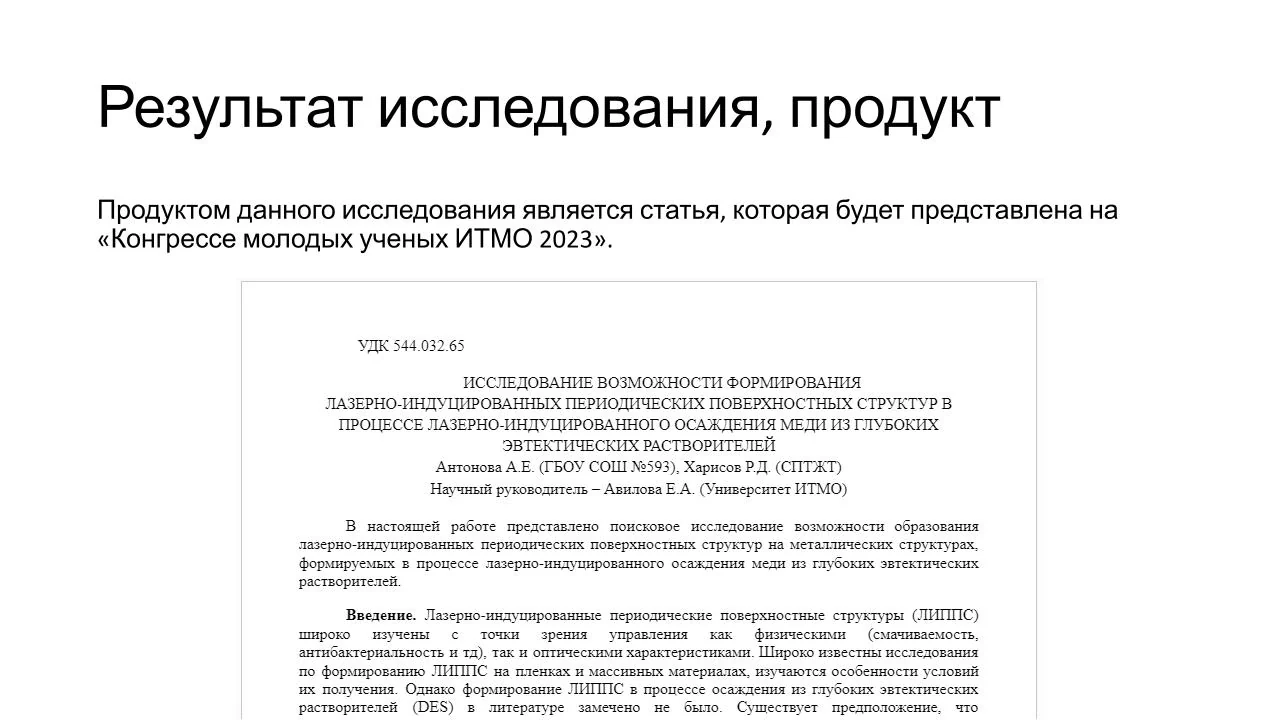 Результат исследования, продукт
Продуктом данного исследования является статья, которая будет представлена на
«Конгрессе молодых ученых ИТМО 2023».
УДК 544.032.65
ИССЛЕДОВАНИЕ ВОЗМОЖНОСТИ ФОРМИРОВАНИЯ
ЛАЗЕРНО-ИНДУЦИРОВАННЫХ ПЕРИОДИЧЕСКИХ ПОВЕРХНОСТНЫХ СТРУКТУР В
ПРОЦЕССЕ ЛАЗЕРНО-ИНДУЦИРОВАННОГО ОСАЖДЕНИЯ МЕДИ ИЗ ГЛУБОКИХ
ЭВТЕКТИЧЕСКИХ РАСТВОРИТЕЛЕЙ
Антонова А.Е. (ГБОУ СОШ №593), Харисов Р.Д. (СПТЖТ)
Научный руководитель – Авилова Е.А. (Университет ИТМО)
В настоящей работе представлено поисковое исследование возможности образования
лазерно-индуцированных периодических поверхностных структур на металлических структурах,
формируемых в процессе лазерно-индуцированного осаждения меди из глубоких эвтектических
растворителей.
Введение. Лазерно-индуцированные периодические поверхностные структуры (ЛИППС)
широко изучены с точки зрения управления как физическими (смачиваемость,
антибактериальность и тд), так и оптическими характеристиками. Широко известны исследования
по формированию ЛИППС на пленках и массивных материалах, изучаются особенности условий
их получения. Однако формирование ЛИППС в процессе осаждения из глубоких эвтектических
растворителей (DES) в литературе замечено не было. Существует предположение, что